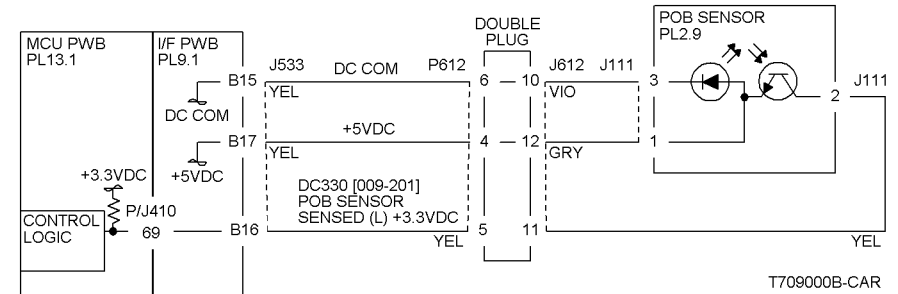 MCU PWB
PL13.1
I/F PWB
PL9.1
DOUBLE
PLUG
POB SENSOR
PL2.9
B15
J533
DC COM
P612
6
10
J612
J111
3
2
J111
YEL
VIO
DC COM
B17
+5VDC
4
12
1
YEL
GRY
+5VDC
+3.3VDC
DC330 [009-201]
POB SENSOR
SENSED (L) +3.3VDC
P/J410
CONTROL
LOGIC
69
B16
5
11
YEL
YEL
T709000B-CAR